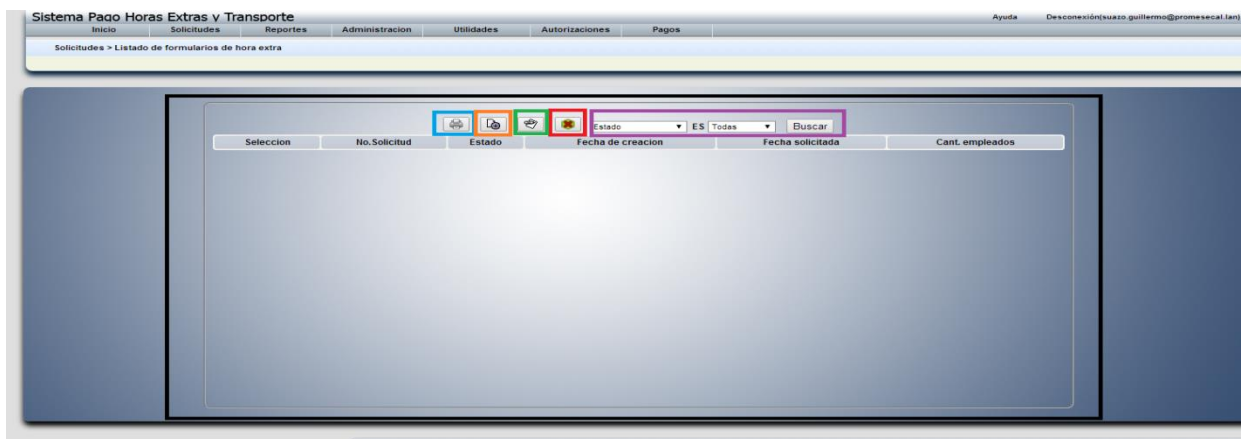 Sistema Pago Horas Extras y Transporte Ayuda Desconexión(suazo.guillermo@promesecal.lan)
Inicio Solicitudes Reportes Administracion Utilidades Autorizaciones Pagos
Solicitudes > Listado de formularios de hora extra
Estado ES Todas Buscar
Seleccion No.Solicitud Estado Fecha de creacion Fecha solicitada Cant. empleados